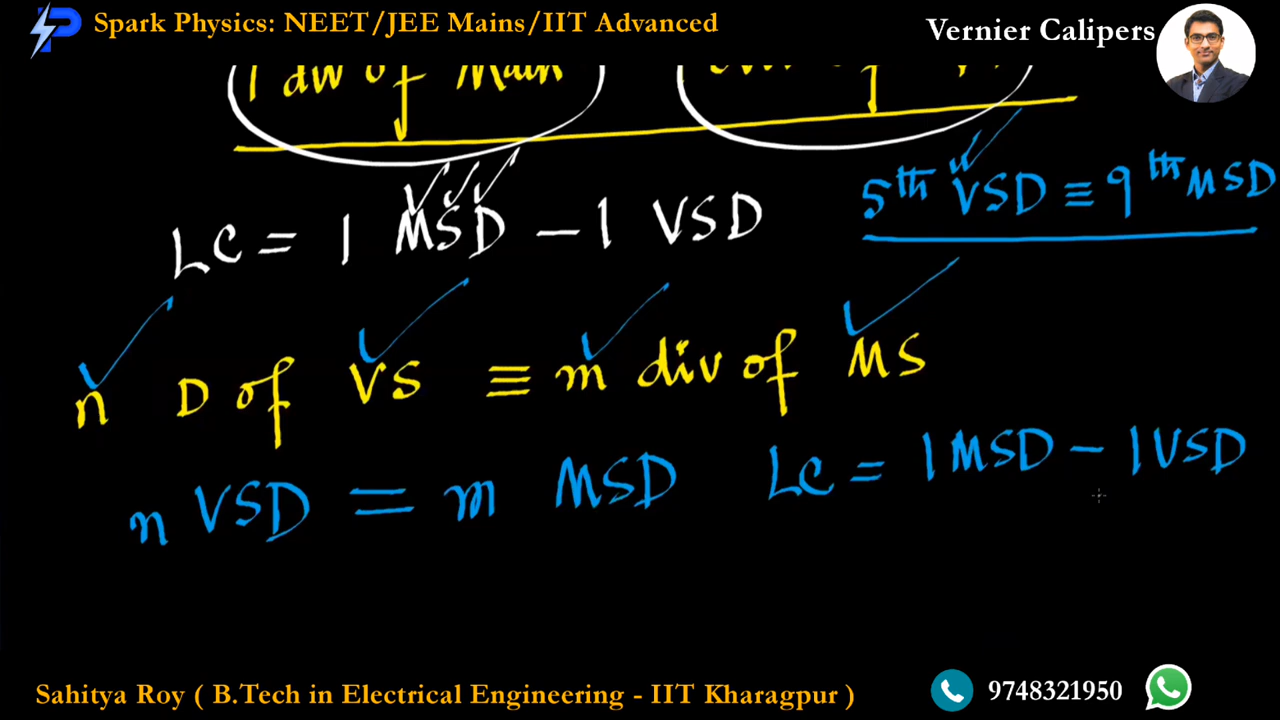 Spark Physics: NEET/JEE Mains/IIT Advanced
Vernier Calipers
of Main
5th VSD ≡ 9th MSD
LC = 1 MSD - 1 VSD
n D of VS ≡ m div of MS
n VSD = m MSD
LC = 1 MSD - 1 VSD
Sahitya Roy ( B.Tech in Electrical Engineering - IIT Kharagpur )
9748321950